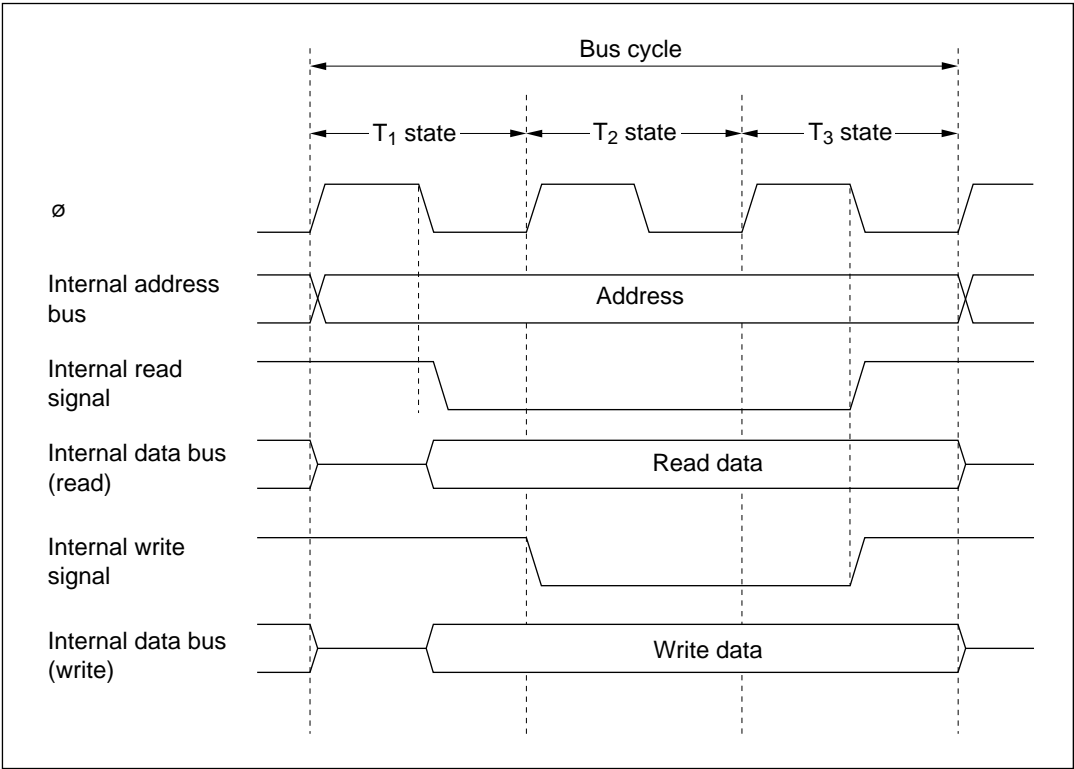 Bus cycle
T₁ state
T₂ state
T₃ state
ø
Internal address
bus
Address
Internal read
signal
Internal data bus
(read)
Read data
Internal write
signal
Internal data bus
(write)
Write data